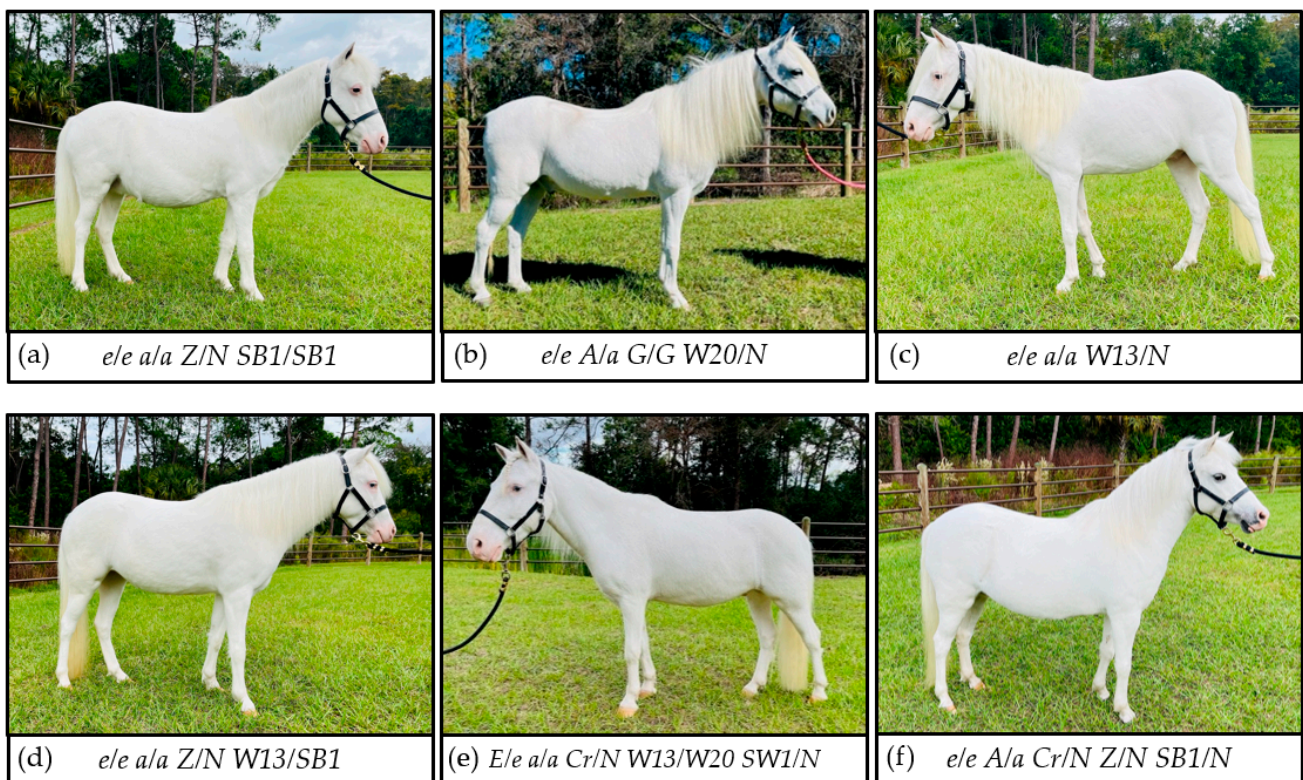 (a) e/e a/a Z/N SB1/SB1
(b) e/e A/a G/G W20/N
(c) e/e a/a W13/N
(d) e/e a/a Z/N W13/SB1
(e) E/e a/a Cr/N W13/W20 SW1/N
(f) e/e A/a Cr/N Z/N SB1/N